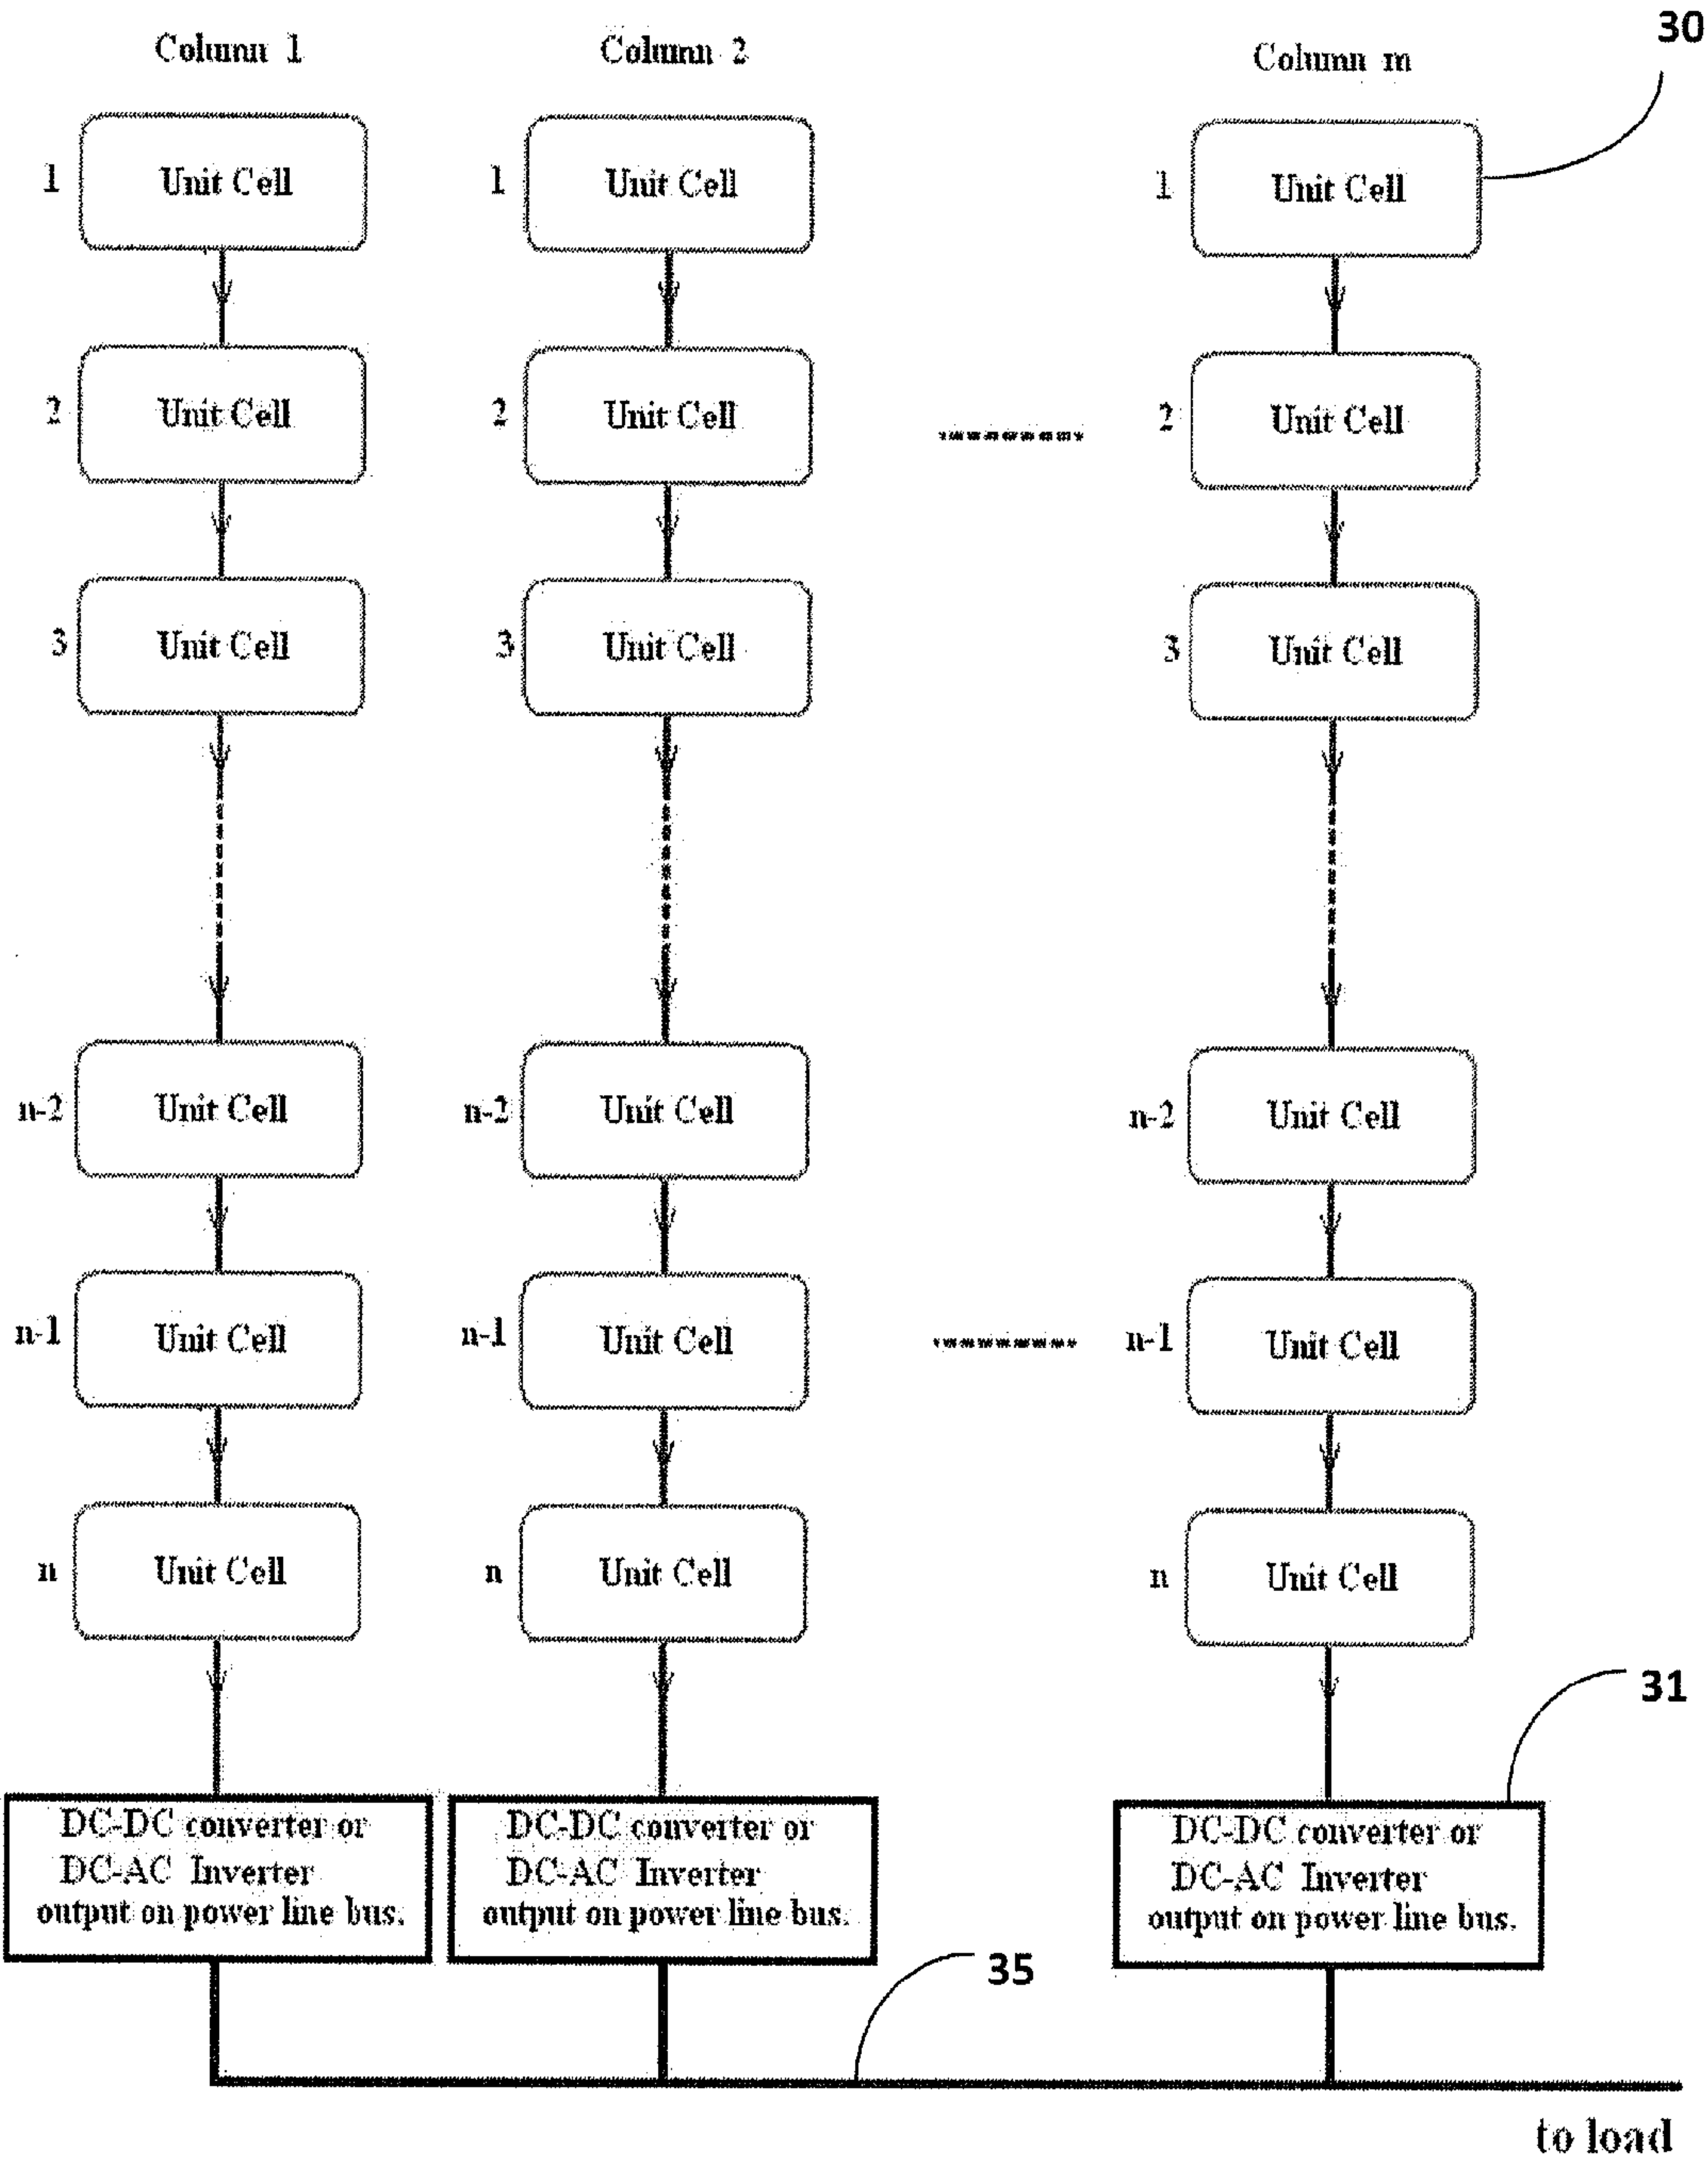 30
Column 1 Column 2 Column m
1 Unit Cell 1 Unit Cell 1 Unit Cell
2 Unit Cell 2 Unit Cell 2 Unit Cell
3 Unit Cell 3 Unit Cell 3 Unit Cell
n-2 Unit Cell n-2 Unit Cell n-2 Unit Cell
n-1 Unit Cell n-1 Unit Cell n-1 Unit Cell
n Unit Cell n Unit Cell n Unit Cell
31
DC-DC converter or DC-DC converter or DC-DC converter or
DC-AC Inverter DC-AC Inverter DC-AC Inverter
output on power line bus. output on power line bus. output on power line bus.
35
to load